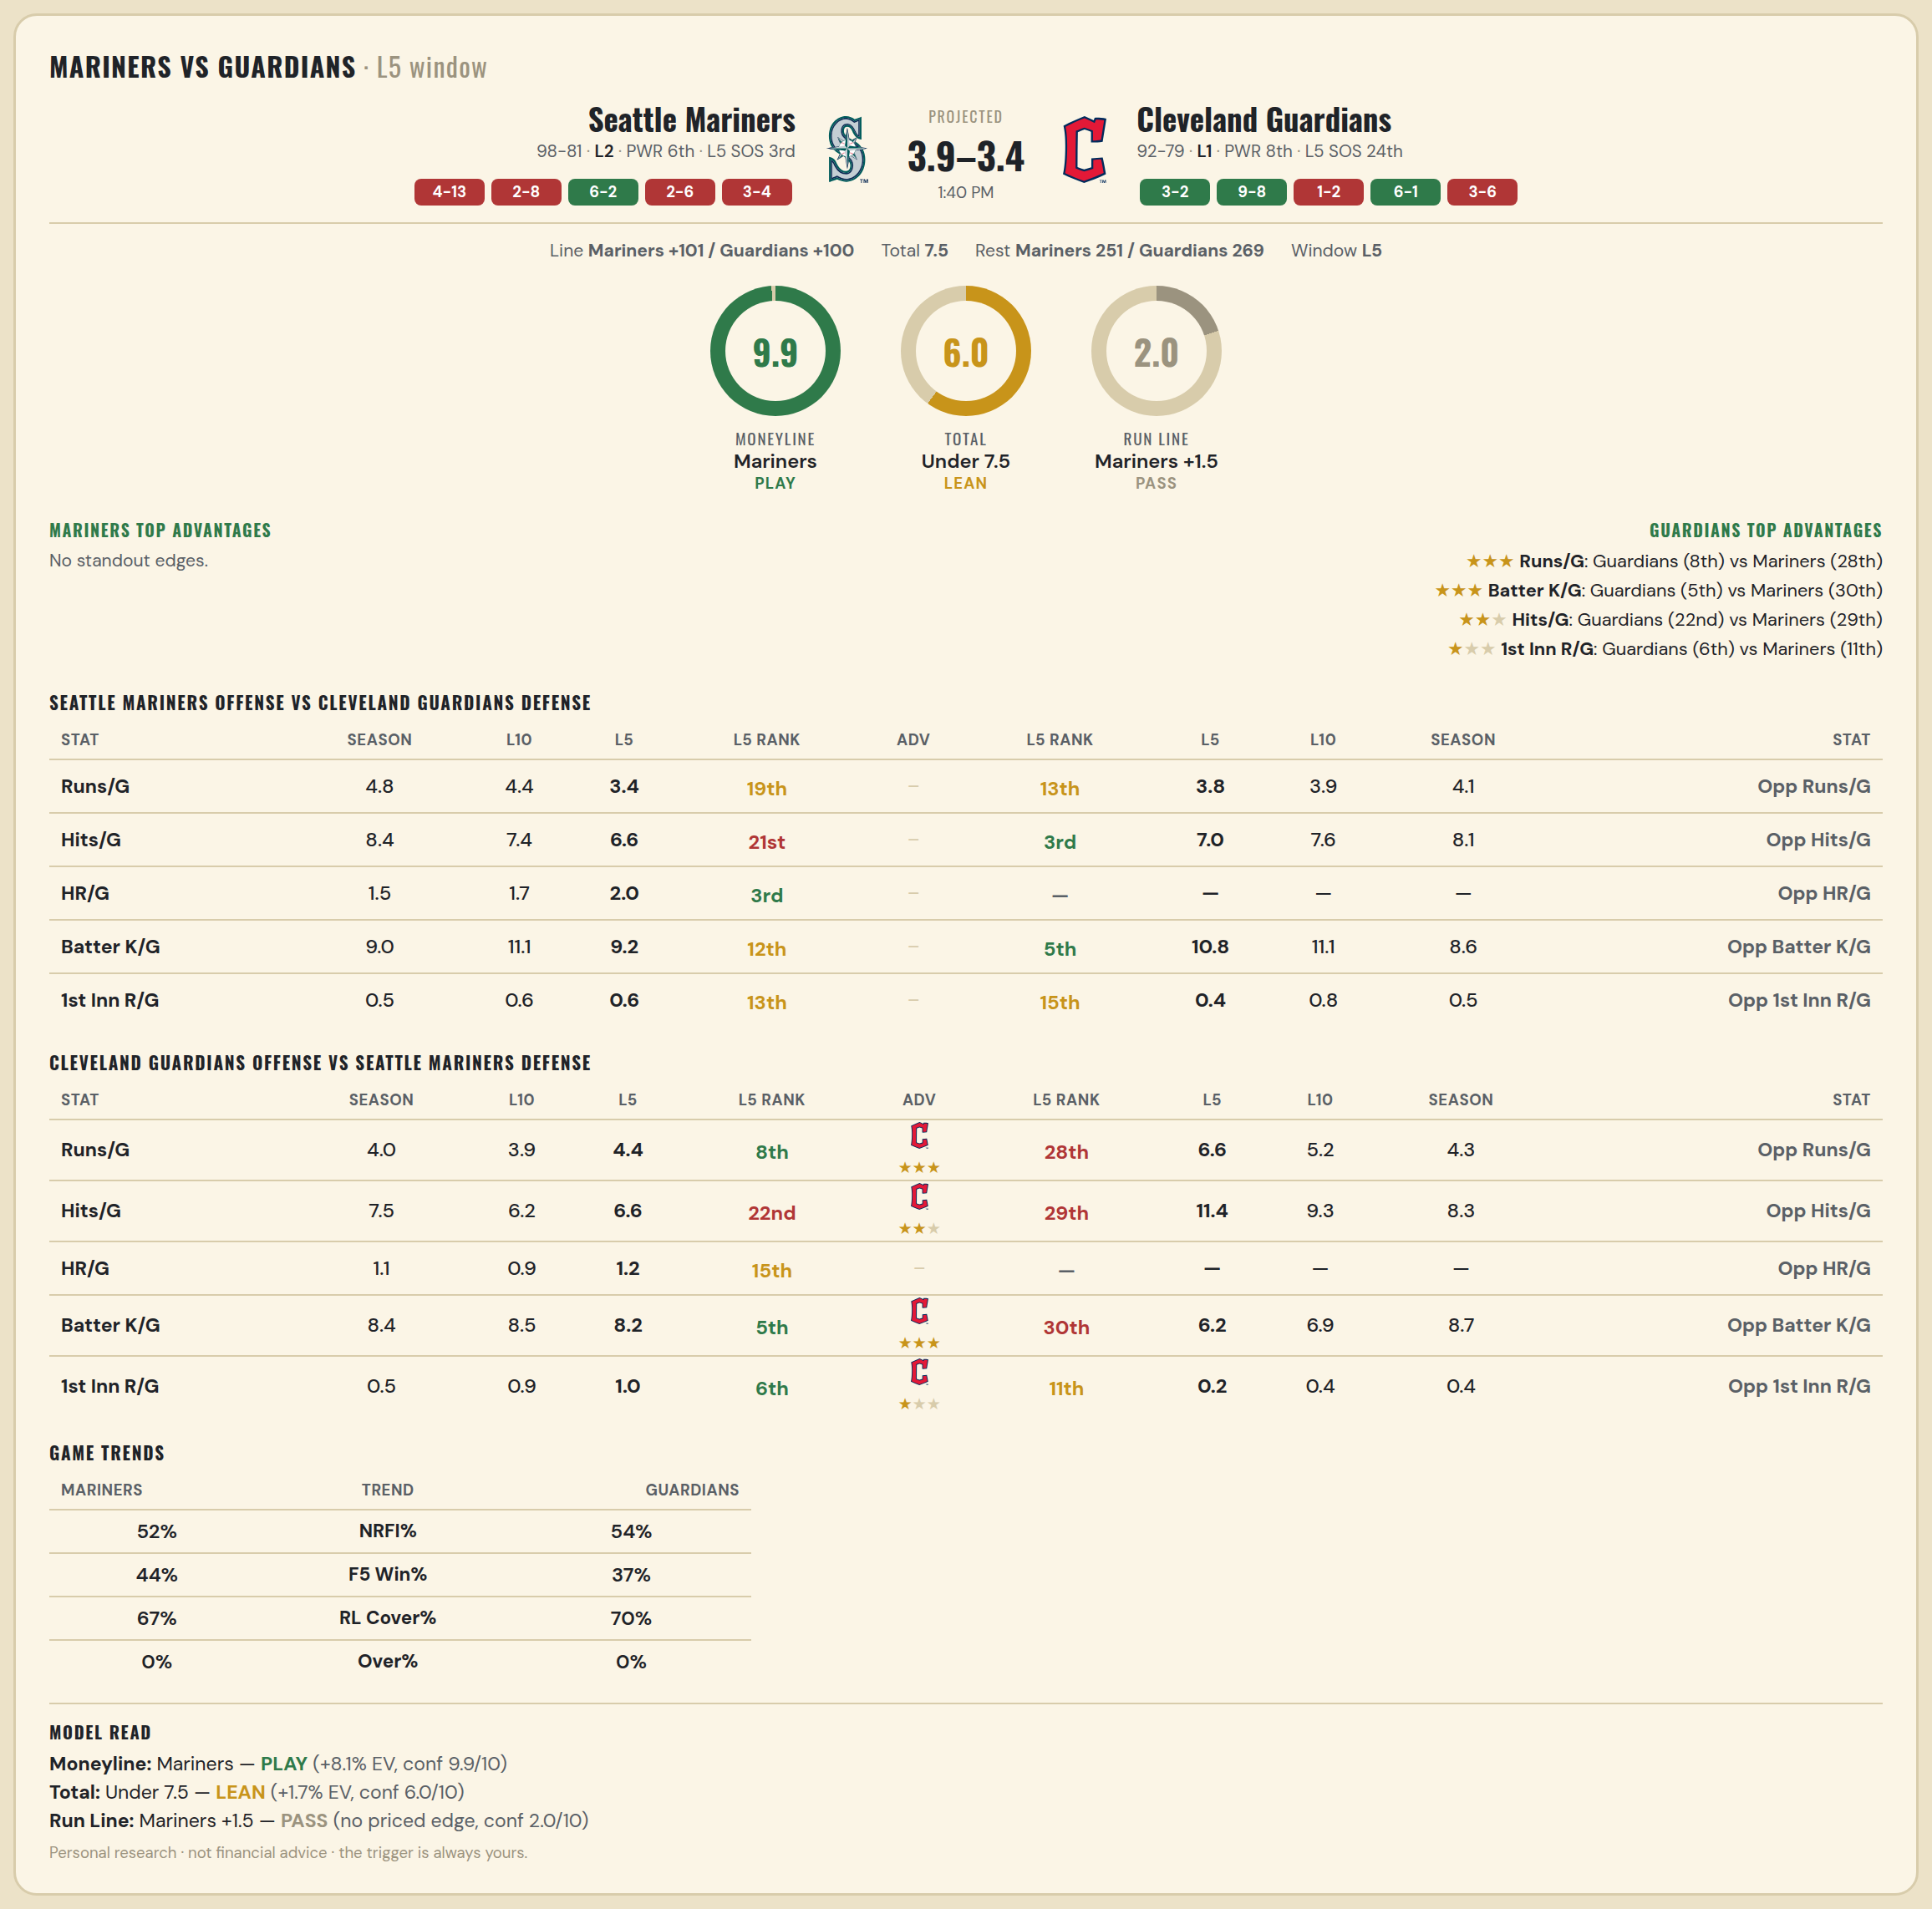 MARINERS VS GUARDIANS · L5 window
Seattle Mariners
98-81 · L2 · PWR 6th · L5 SOS 3rd
4-13 2-8 6-2 2-6 3-4
PROJECTED
3.9–3.4
1:40 PM
Cleveland Guardians
92-79 · L1 · PWR 8th · L5 SOS 24th
3-2 9-8 1-2 6-1 3-6
Line Mariners +101 / Guardians +100 Total 7.5 Rest Mariners 251 / Guardians 269 Window L5
9.9 6.0 2.0
MONEYLINE TOTAL RUN LINE
Mariners Under 7.5 Mariners +1.5
PLAY LEAN PASS
MARINERS TOP ADVANTAGES
No standout edges.
GUARDIANS TOP ADVANTAGES
★★★ Runs/G: Guardians (8th) vs Mariners (28th)
★★★ Batter K/G: Guardians (5th) vs Mariners (30th)
★★★ Hits/G: Guardians (22nd) vs Mariners (29th)
★★★ 1st Inn R/G: Guardians (6th) vs Mariners (11th)
SEATTLE MARINERS OFFENSE VS CLEVELAND GUARDIANS DEFENSE
STAT SEASON L10 L5 L5 RANK ADV L5 RANK L5 L10 SEASON STAT
Runs/G 4.8 4.4 3.4 19th — 13th 3.8 3.9 4.1 Opp Runs/G
Hits/G 8.4 7.4 6.6 21st — 3rd 7.0 7.6 8.1 Opp Hits/G
HR/G 1.5 1.7 2.0 3rd — — — — — Opp HR/G
Batter K/G 9.0 11.1 9.2 12th — 5th 10.8 11.1 8.6 Opp Batter K/G
1st Inn R/G 0.5 0.6 0.6 13th — 15th 0.4 0.8 0.5 Opp 1st Inn R/G
CLEVELAND GUARDIANS OFFENSE VS SEATTLE MARINERS DEFENSE
STAT SEASON L10 L5 L5 RANK ADV L5 RANK L5 L10 SEASON STAT
Runs/G 4.0 3.9 4.4 8th C ★★★ 28th 6.6 5.2 4.3 Opp Runs/G
Hits/G 7.5 6.2 6.6 22nd C ★★★ 29th 11.4 9.3 8.3 Opp Hits/G
HR/G 1.1 0.9 1.2 15th — — — — — Opp HR/G
Batter K/G 8.4 8.5 8.2 5th C ★★★ 30th 6.2 6.9 8.7 Opp Batter K/G
1st Inn R/G 0.5 0.9 1.0 6th C ★★★ 11th 0.2 0.4 0.4 Opp 1st Inn R/G
GAME TRENDS
MARINERS TREND GUARDIANS
52% NRFI% 54%
44% F5 Win% 37%
67% RL Cover% 70%
0% Over% 0%
MODEL READ
Moneyline: Mariners — PLAY (+8.1% EV, conf 9.9/10)
Total: Under 7.5 — LEAN (+1.7% EV, conf 6.0/10)
Run Line: Mariners +1.5 — PASS (no priced edge, conf 2.0/10)
Personal research · not financial advice · the trigger is always yours.